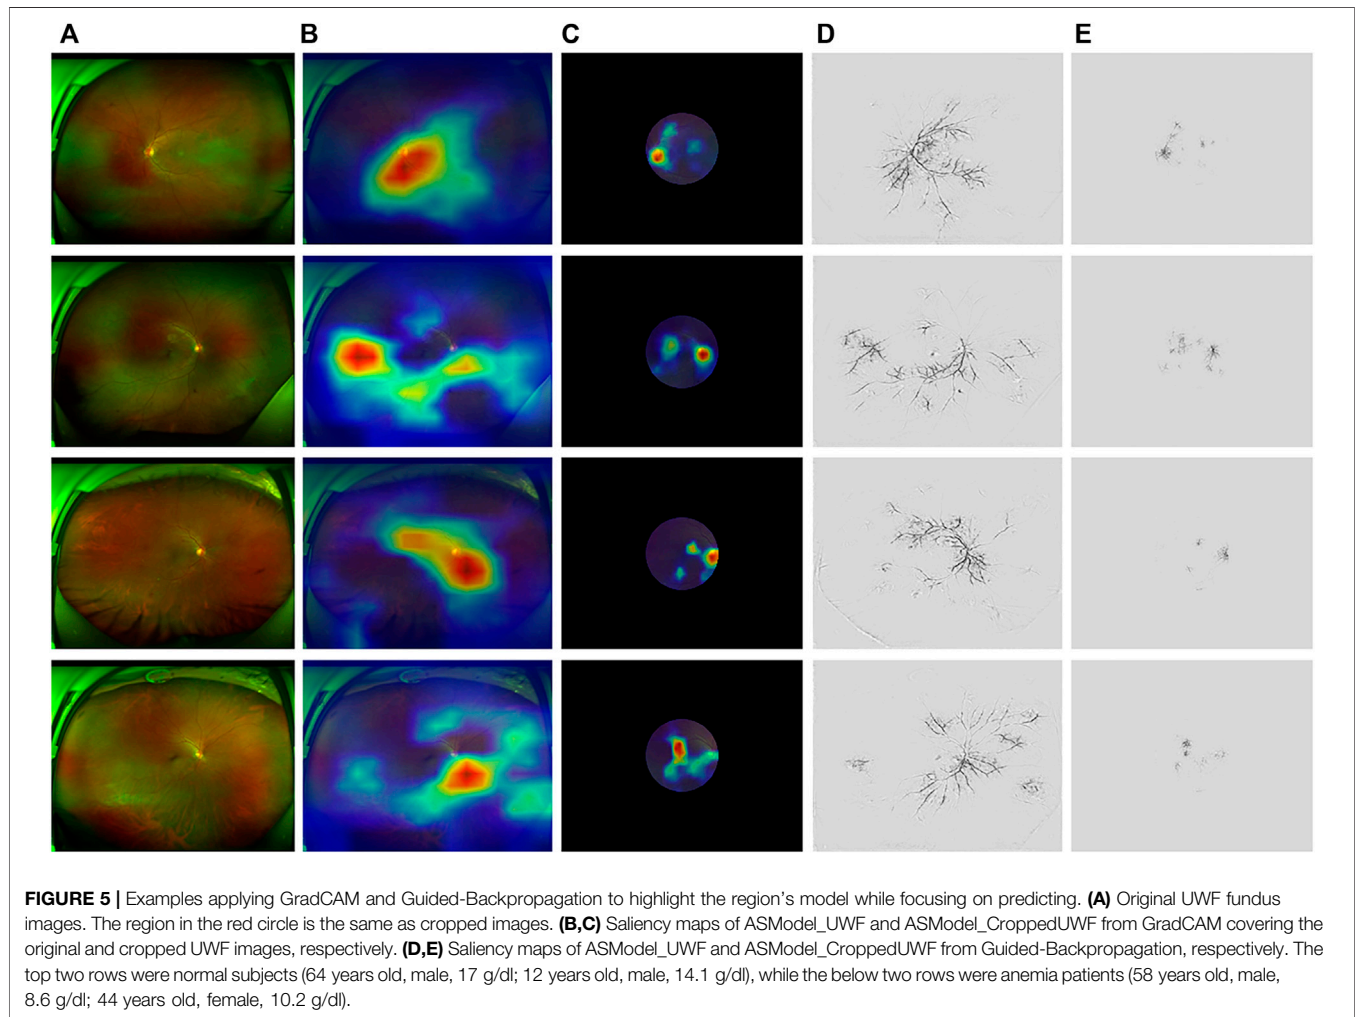 A B C D E
FIGURE 5 | Examples applying GradCAM and Guided-Backpropagation to highlight the region's model while focusing on predicting. (A) Original UWF fundus
images. The region in the red circle is the same as cropped images. (B,C) Saliency maps of ASModel_UWF and ASModel_CroppedUWF from GradCAM covering the
original and cropped UWF images, respectively. (D,E) Saliency maps of ASModel_UWF and ASModel_CroppedUWF from Guided-Backpropagation, respectively. The
top two rows were normal subjects (64 years old, male, 17 g/dl; 12 years old, male, 14.1 g/dl), while the below two rows were anemia patients (58 years old, male,
8.6 g/dl; 44 years old, female, 10.2 g/dl).